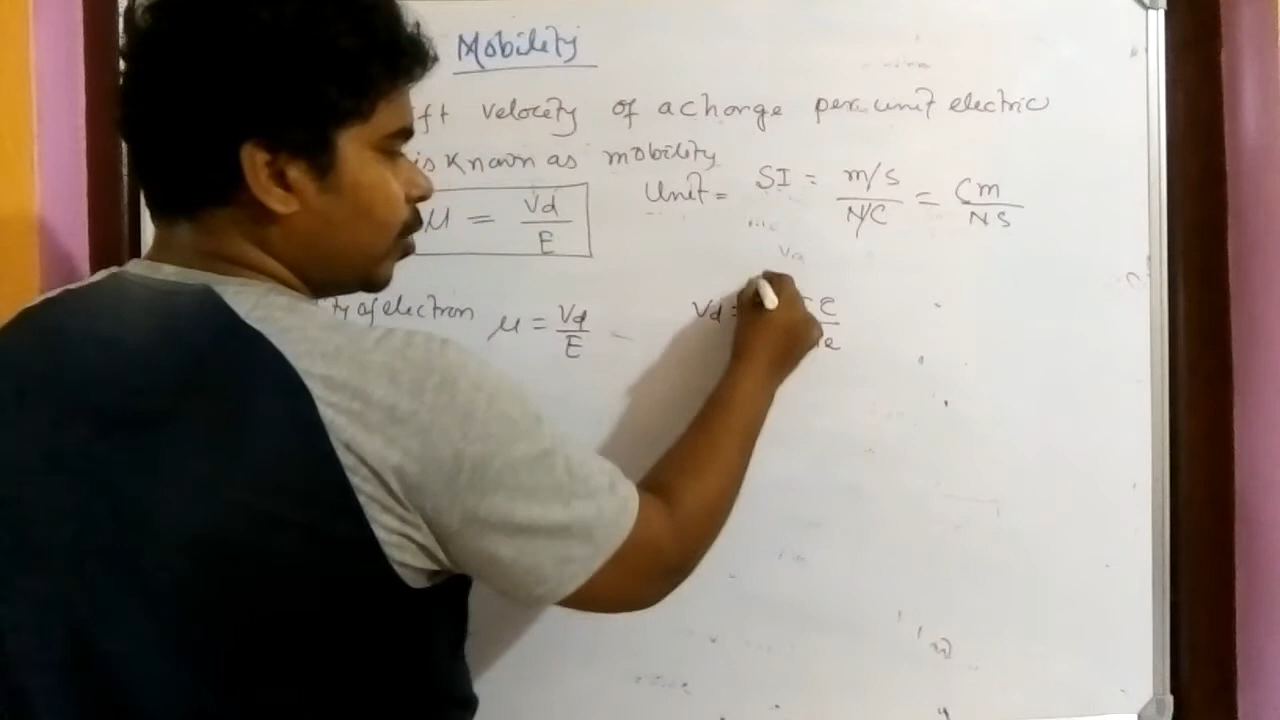 Mobility
ft velocity of a charge per unit electric
is known as mobility
Unit = SI = m/s / N/C = Cm / NS
μ = Vd / E
ty of electron μ = Vd / E
Vd =